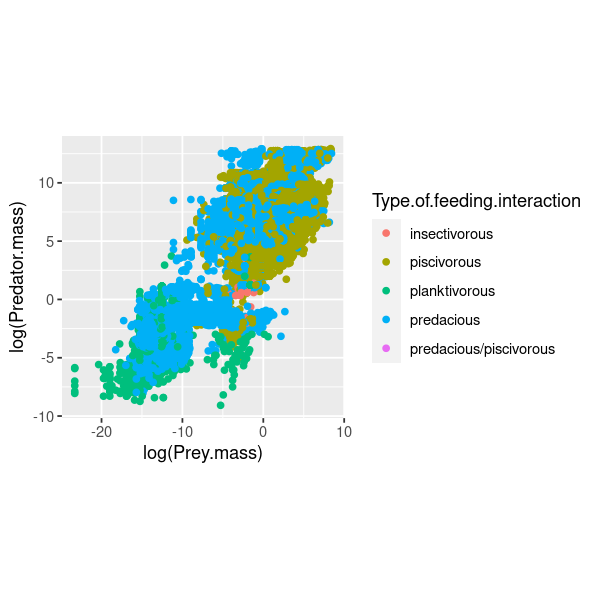 log(Predator.mass)
10
5
0
-5
-10
-20
-10
0
10
log(Prey.mass)
Type.of.feeding.interaction
insectivorous
piscivorous
planktivorous
predacious
predacious/piscivorous